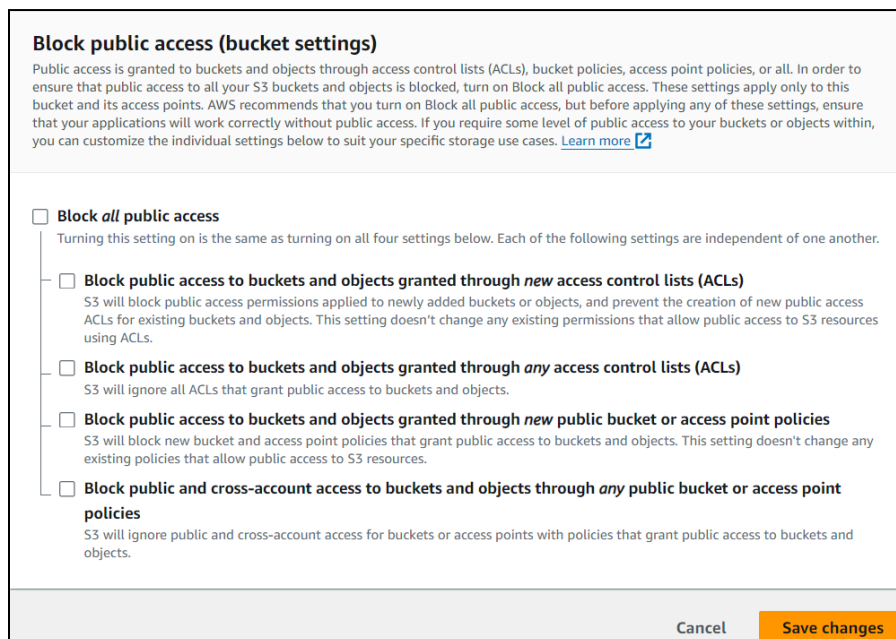 Block public access (bucket settings)
Public access is granted to buckets and objects through access control lists (ACLs), bucket policies, access point policies, or all. In order to
ensure that public access to all your S3 buckets and objects is blocked, turn on Block all public access. These settings apply only to this
bucket and its access points. AWS recommends that you turn on Block all public access, but before applying any of these settings, ensure
that your applications will work correctly without public access. If you require some level of public access to your buckets or objects within,
you can customize the individual settings below to suit your specific storage use cases. Learn more
Block all public access
Turning this setting on is the same as turning on all four settings below. Each of the following settings are independent of one another.
Block public access to buckets and objects granted through new access control lists (ACLs)
S3 will block public access permissions applied to newly added buckets or objects, and prevent the creation of new public access
ACLs for existing buckets and objects. This setting doesn't change any existing permissions that allow public access to S3 resources
using ACLs.
Block public access to buckets and objects granted through any access control lists (ACLs)
S3 will ignore all ACLs that grant public access to buckets and objects.
Block public access to buckets and objects granted through new public bucket or access point policies
S3 will block new bucket and access point policies that grant public access to buckets and objects. This setting doesn't change any
existing policies that allow public access to S3 resources.
Block public and cross-account access to buckets and objects through any public bucket or access point
policies
S3 will ignore public and cross-account access for buckets or access points with policies that grant public access to buckets and
objects.
Cancel Save changes